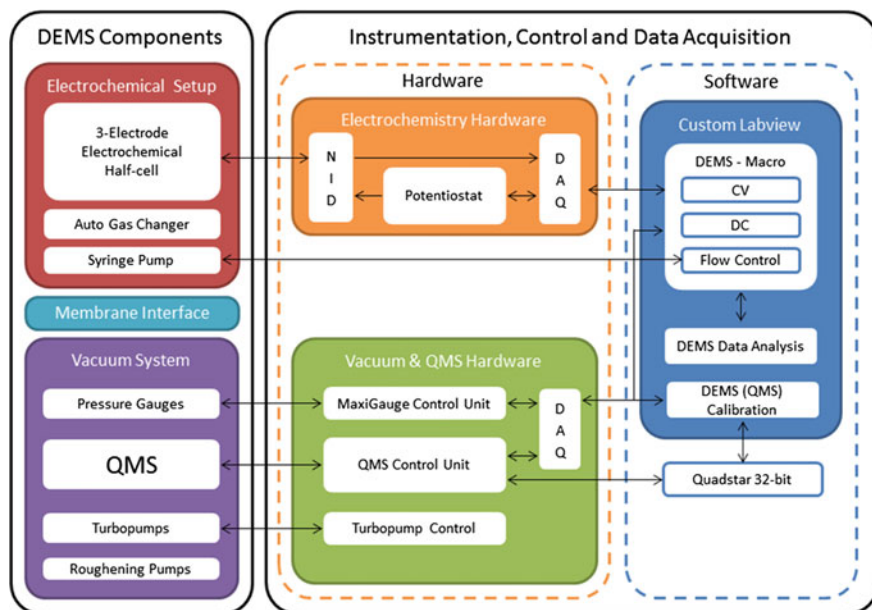 DEMS Components
Electrochemical Setup
3-Electrode
Electrochemical
Half-cell
Auto Gas Changer
Syringe Pump
Membrane Interface
Vacuum System
Pressure Gauges
QMS
Turbopumps
Roughening Pumps
Instrumentation, Control and Data Acquisition
Hardware
Electrochemistry Hardware
N
I
D
Potentiostat
D
A
Q
Vacuum & QMS Hardware
MaxiGauge Control Unit
QMS Control Unit
Turbopump Control
D
A
Q
Software
Custom Labview
DEMS - Macro
CV
DC
Flow Control
DEMS Data Analysis
DEMS (QMS)
Calibration
Quadstar 32-bit